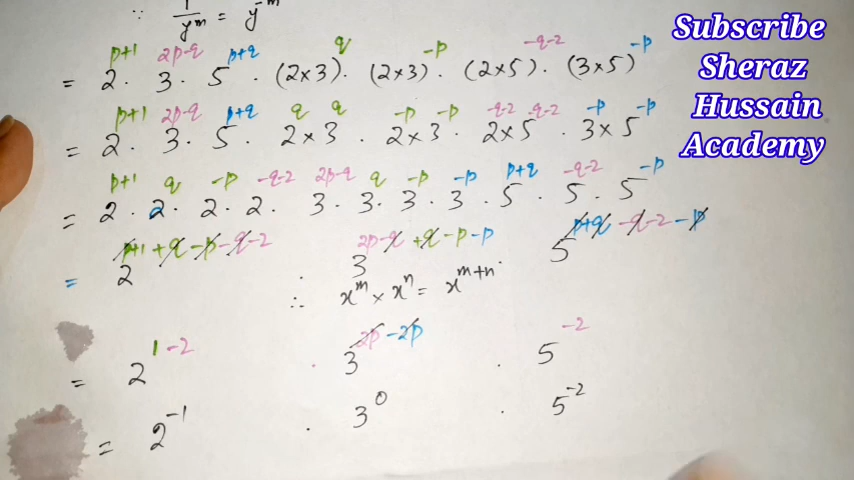 ∵ 1/y^m = y^-m
= 2^(p+1) · 3^(2p-q) · 5^(p+q) · (2×3)^q · (2×3)^-p · (2×5)^(-q-2) · (3×5)^-p
= 2^(p+1) · 3^(2p-q) · 5^(p+q) · 2^q × 3^q · 2^-p × 3^-p · 2^(-q-2) × 5^(-q-2) · 3^-p × 5^-p
= 2^(p+1) · 2^q · 2^-p · 2^(-q-2) · 3^(2p-q) · 3^q · 3^-p · 3^-p · 5^(p+q) · 5^(-q-2) · 5^-p
= 2^(p+1+q-p-q-2) · 3^(2p-q+q-p-p) 5^(p+q-q-2-p)
∴ x^m × x^n = x^(m+n) ·
= 2^(1-2) · 3^(2p-2p) · 5^-2
= 2^-1 · 3^0 · 5^-2
Subscribe
Sheraz
Hussain
Academy